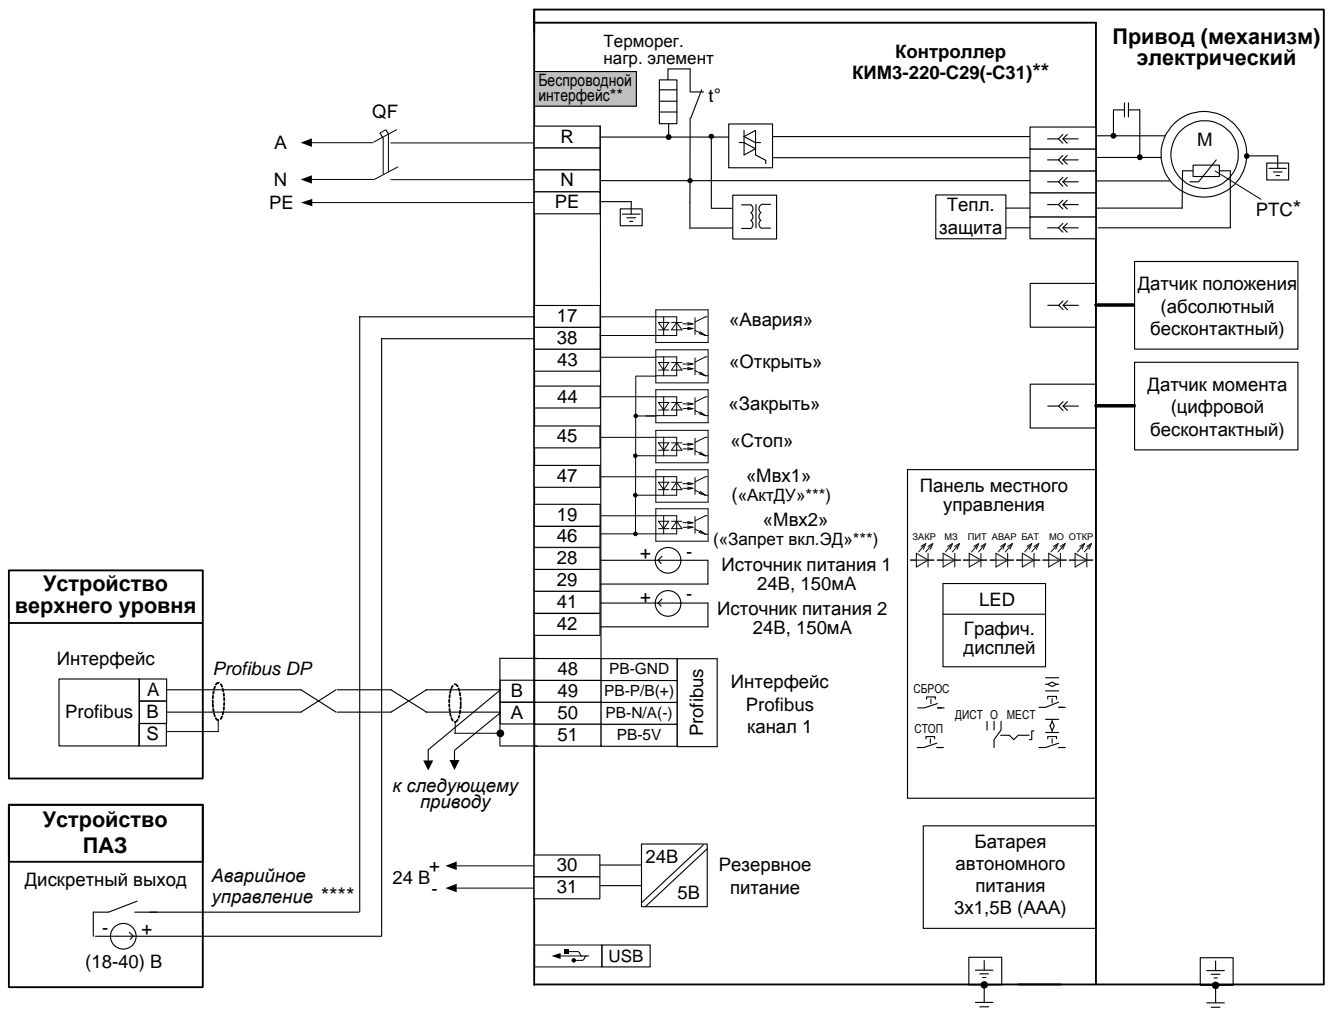 Привод (механизм)
электрический
Контроллер
КИМ3-220-С29(-С31)**
Терморег.
нагр. элемент
Беспроводной
интерфейс**
t°
QF
A
N
PE
R
N
PE
M
PTC*
Тепл.
защита
Датчик положения
(абсолютный
бесконтактный)
Датчик момента
(цифровой
бесконтактный)
17
38
«Авария»
43
«Открыть»
44
«Закрыть»
45
«Стоп»
47
«Мвх1»
(«АктДУ»***)
19
46
«Мвх2»
(«Запрет вкл.ЭД»***)
28
29
+ -
Источник питания 1
24В, 150мА
41
42
+ -
Источник питания 2
24В, 150мА
Панель местного
управления
ЗАКР МЗ ПИТ АВАР БАТ МО ОТКР
LED
Графич.
дисплей
СБРОС
СТОП
ДИСТ О МЕСТ
Устройство
верхнего уровня
Интерфейс
Profibus
A
B
S
Profibus DP
B
A
48 PB-GND
49 PB-P/B(+)
50 PB-N/A(-)
51 PB-5V
Profibus
Интерфейс
Profibus
канал 1
к следующему
приводу
Устройство
ПАЗ
Дискретный выход
- +
(18-40) В
Аварийное
управление ****
24 В
+
-
30
31
24В
5В
Резервное
питание
Батарея
автономного
питания
3x1,5В (ААА)
USB